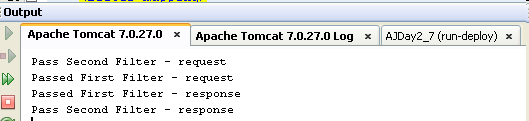 Output
Apache Tomcat 7.0.27.0 × Apache Tomcat 7.0.27.0 Log × AJDay2_7 (run-deploy) ×
Pass Second Filter - request
Passed First Filter - request
Passed First Filter - response
Pass Second Filter - response